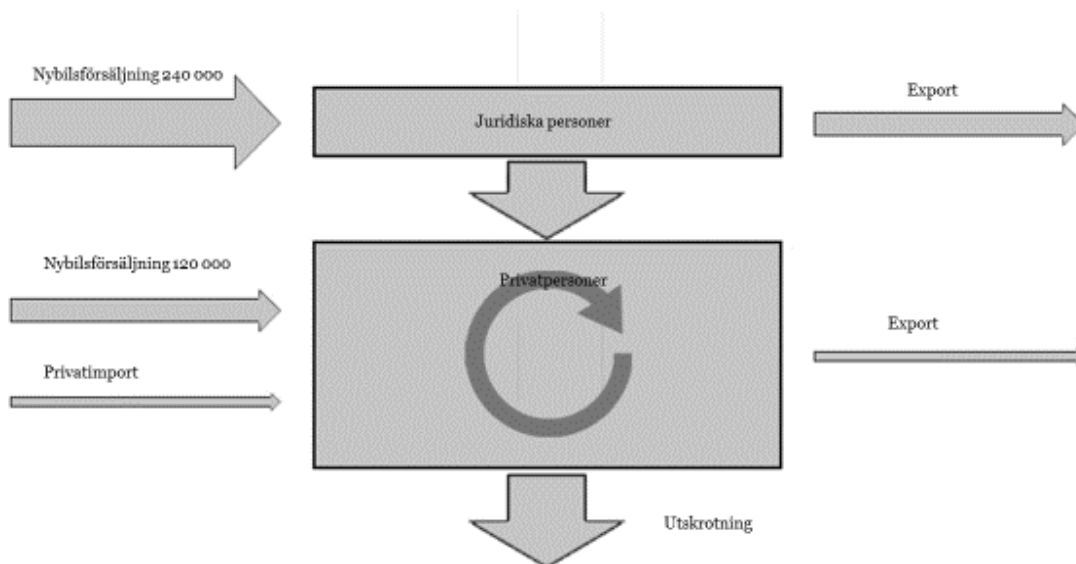 Nybilsförsäljning 240 000
Export
Juridiska personer
Nybilsförsäljning 120 000
Privatpersoner
Export
Privatimport
Utskrotning